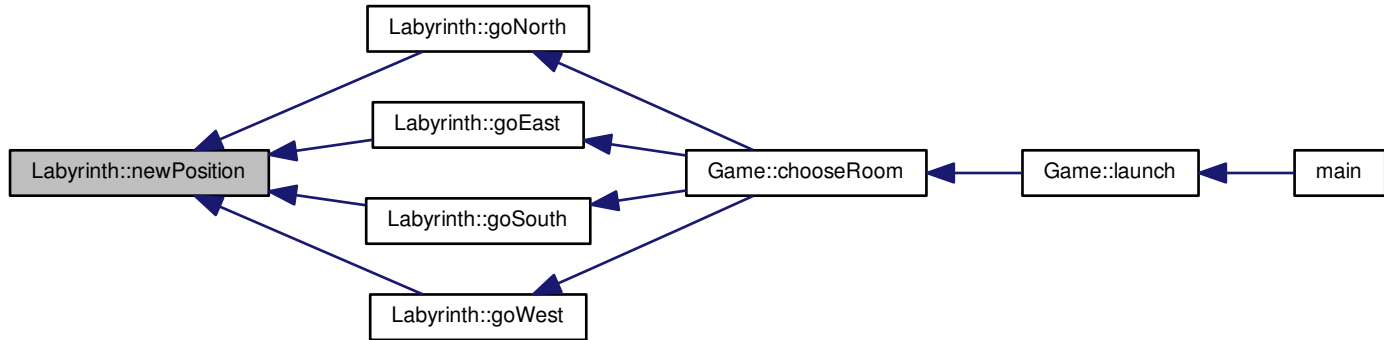 Labyrinth::goNorth
Labyrinth::goEast
Labyrinth::newPosition
Game::chooseRoom
Game::launch
main
Labyrinth::goSouth
Labyrinth::goWest